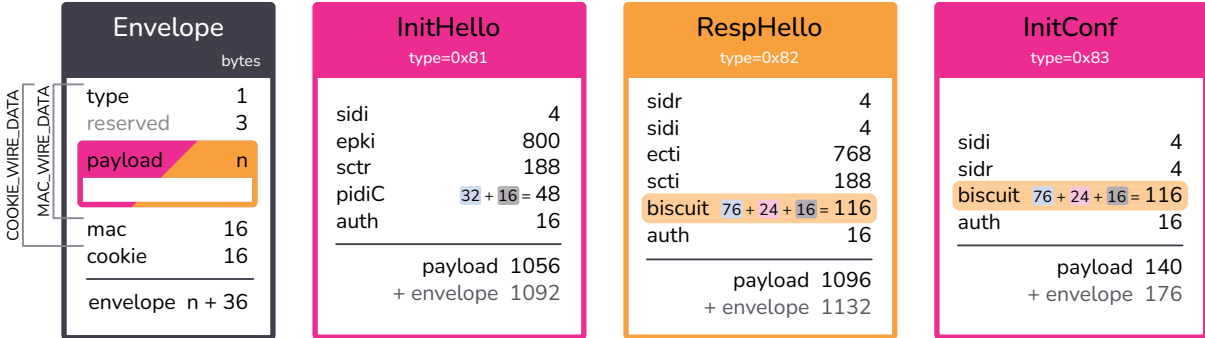 COOKIE_WIRE_DATA
MAC_WIRE_DATA
Envelope
bytes
type 1
reserved 3
payload n
mac 16
cookie 16
envelope n + 36
InitHello
type=0x81
sidi 4
epki 800
sctr 188
pidiC 32 + 16 = 48
auth 16
payload 1056
+ envelope 1092
RespHello
type=0x82
sidr 4
sidi 4
ecti 768
scti 188
biscuit 76 + 24 + 16 = 116
auth 16
payload 1096
+ envelope 1132
InitConf
type=0x83
sidi 4
sidr 4
biscuit 76 + 24 + 16 = 116
auth 16
payload 140
+ envelope 176